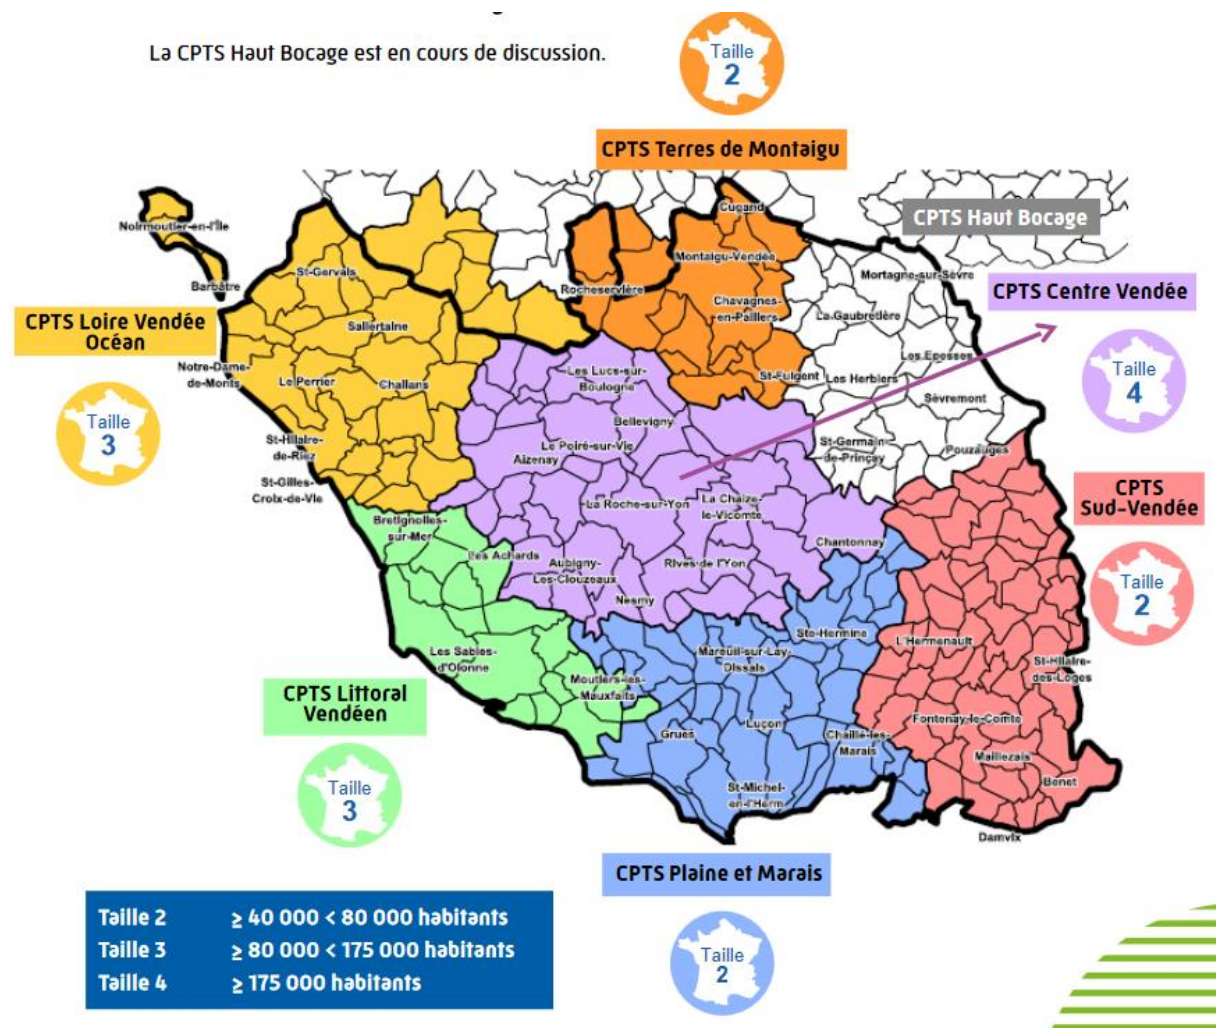 La CPTS Haut Bocage est en cours de discussion.
Taille
2
CPTS Terres de Montaigu
Cugand
CPTS Haut Bocage
Noirmoutier-en-l'Île
Montaigu-Vendée
St-Gervais
Mortagne-sur-Sèvre
Barbâtre
Rocheservière
CPTS Centre Vendée
Chavagnes-
en-Paillers
La Gaubretière
CPTS Loire Vendée
Océan
Sallertaine
Taille
4
Les Epesses
Notre-Dame-
de-Monts
Le Perrier
Challans
Les Lucs-sur-
Boulogne
St-Fulgent
Les Herbiers
Taille
3
Sèvremont
Bellevigny
St-Hilaire-
de-Riez
Le Poiré-sur-Vie
Aizenay
St-Germain-
de-Prinçay
Pouzauges
St-Gilles-
Croix-de-Vie
La Roche-sur-Yon
La Chaize-
le-Vicomte
CPTS
Sud-Vendée
Bretignolles-
sur-Mer
Les Achards
Chantonnay
Aubigny-
Les-Clouzeaux
Rives de l'Yon
Taille
2
Nesmy
Ste-Hermine
L'Hermenault
Les Sables-
d'Olonne
Mareuil-sur-Lay-
Dissais
St-Hilaire-
des-Loges
CPTS Littoral
Vendéen
Moutiers-les-
Mauxfaits
Fontenay-le-Comte
Grues
Luçon
Chaillé-les-
Marais
Maillezais
Benet
Taille
3
St-Michel-
en-l'Herm
Damvix
CPTS Plaine et Marais
Taille 2 ≥ 40 000 < 80 000 habitants
Taille 3 ≥ 80 000 < 175 000 habitants
Taille 4 ≥ 175 000 habitants
Taille
2